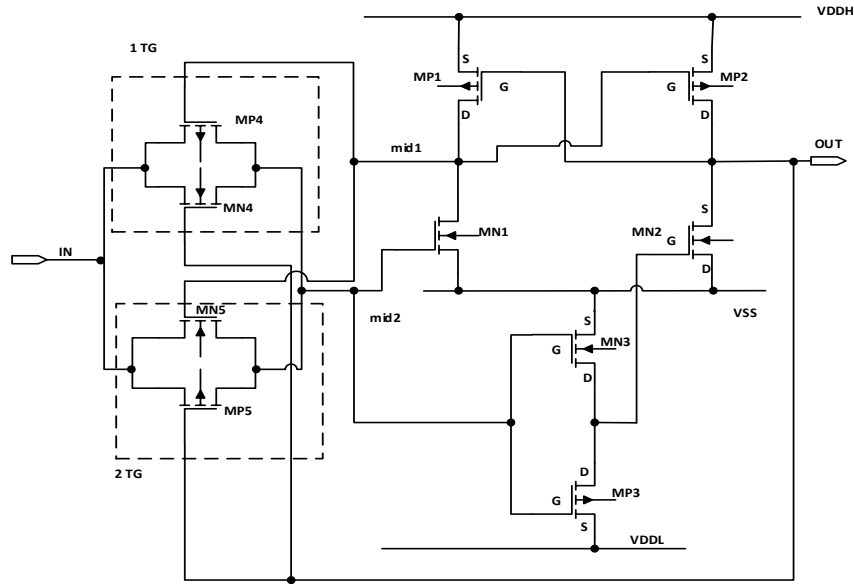 VDDH
1 TG
S
MP1
G
D
S
MP2
G
D
MP4
mid1
OUT
MN4
MN1
S
MN2
G
D
IN
mid2
VSS
MN5
S
MN3
G
D
MP5
D
MP3
G
S
2 TG
VDDL